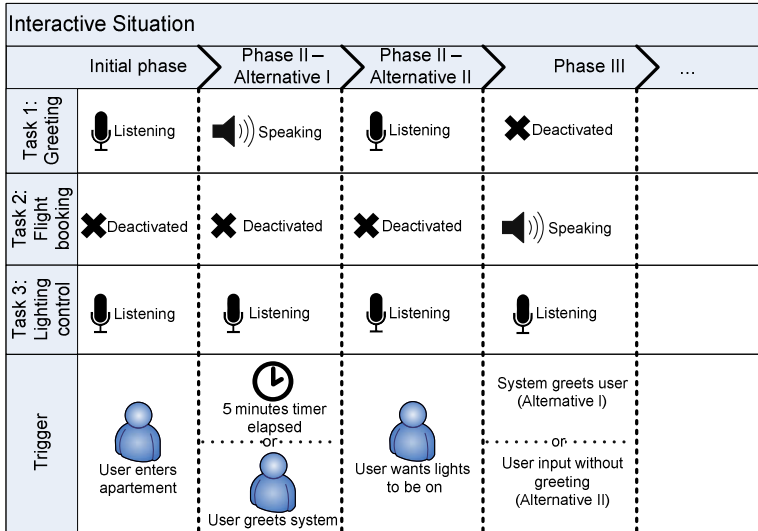 Interactive Situation
Initial phase
Phase II –
Alternative I
Phase II –
Alternative II
Phase III
...
Task 1:
Greeting
Listening
Speaking
Listening
Deactivated
Task 2:
Flight
booking
Deactivated
Deactivated
Deactivated
Speaking
Task 3:
Lighting
control
Listening
Listening
Listening
Listening
Trigger
User enters
apartement
5 minutes timer
elapsed
or
User greets system
User wants lights
to be on
System greets user
(Alternative I)
or
User input without
greeting
(Alternative II)